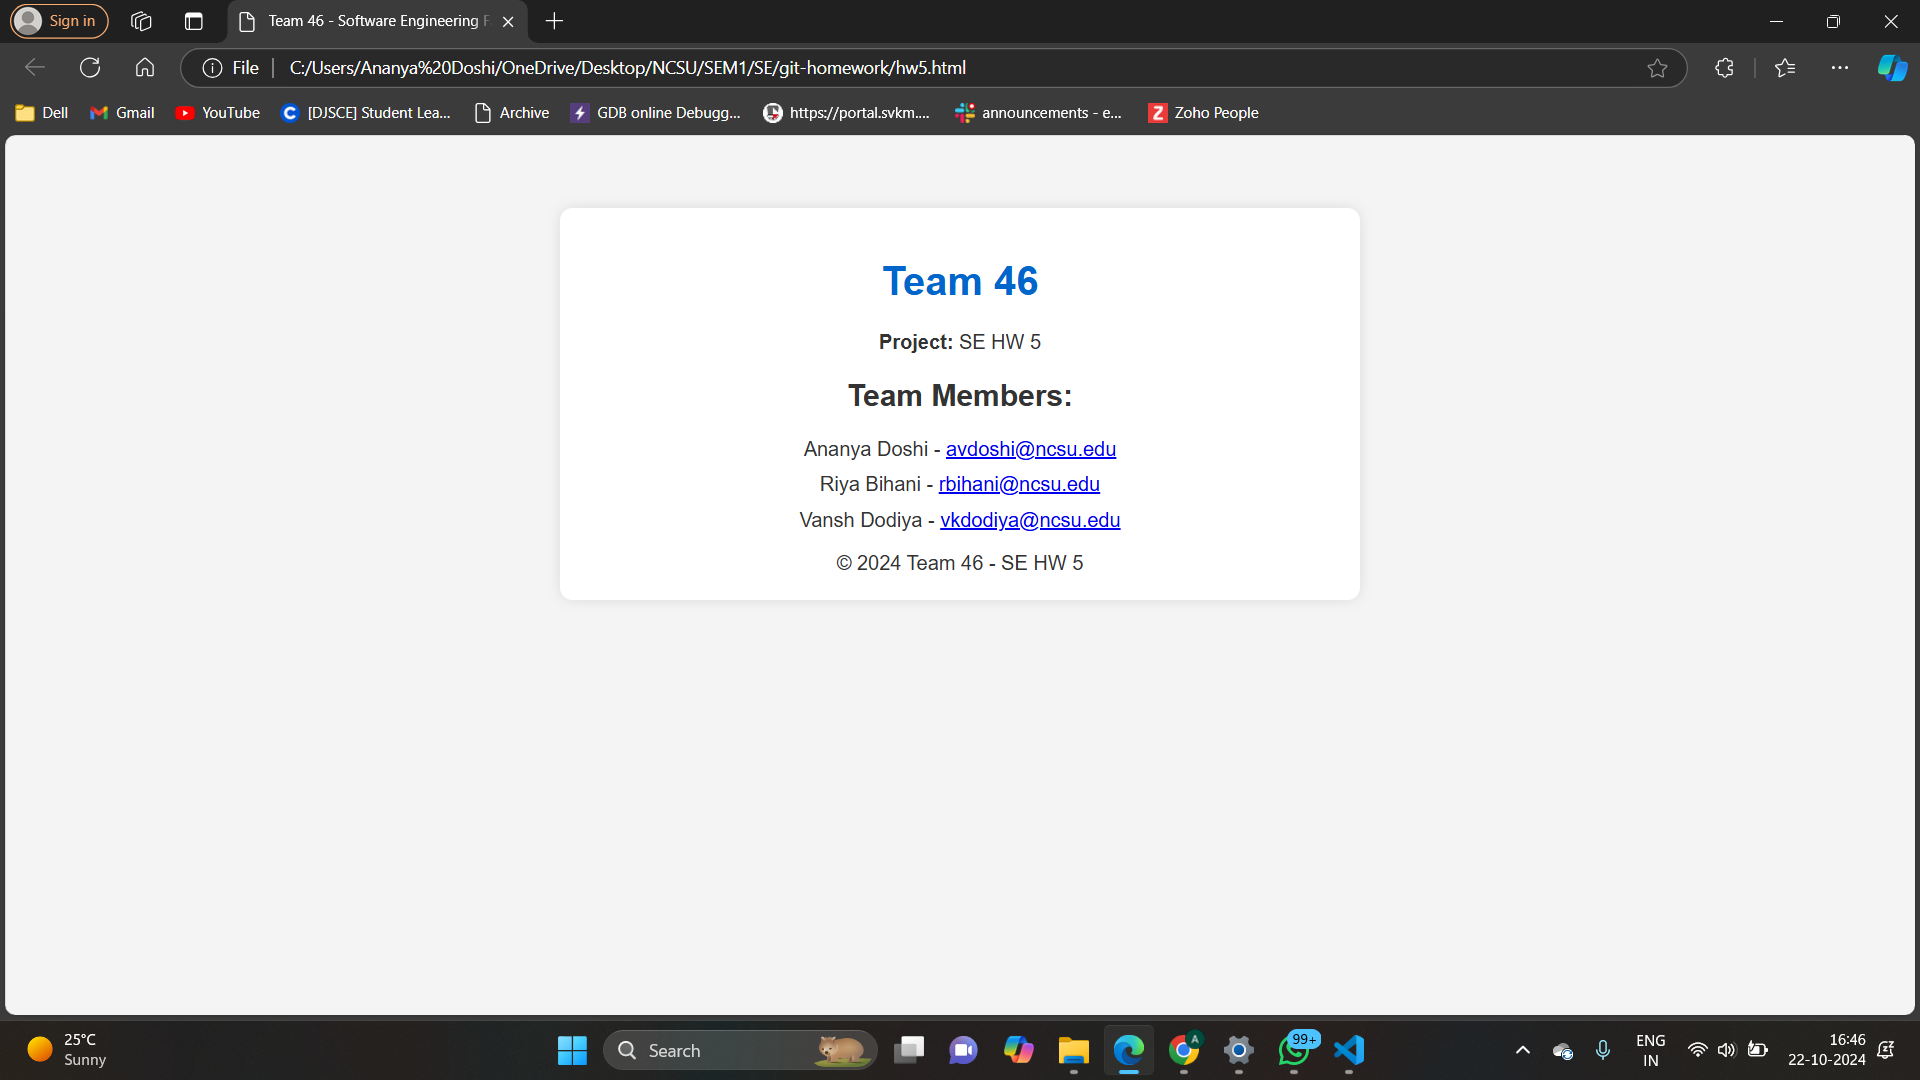 Sign in
Team 46 - Software Engineering
File
C:/Users/Ananya%20Doshi/OneDrive/Desktop/NCSU/SEM1/SE/git-homework/hw5.html
Dell
Gmail
YouTube
[DJSCE] Student Lea...
Archive
GDB online Debugg...
https://portal.svkm....
announcements - e...
Zoho People
Team 46
Project: SE HW 5
Team Members:
Ananya Doshi - avdoshi@ncsu.edu
Riya Bihani - rbihani@ncsu.edu
Vansh Dodiya - vkdodiya@ncsu.edu
© 2024 Team 46 - SE HW 5
25°C
Sunny
Search
A
99+
ENG
IN
16:46
22-10-2024